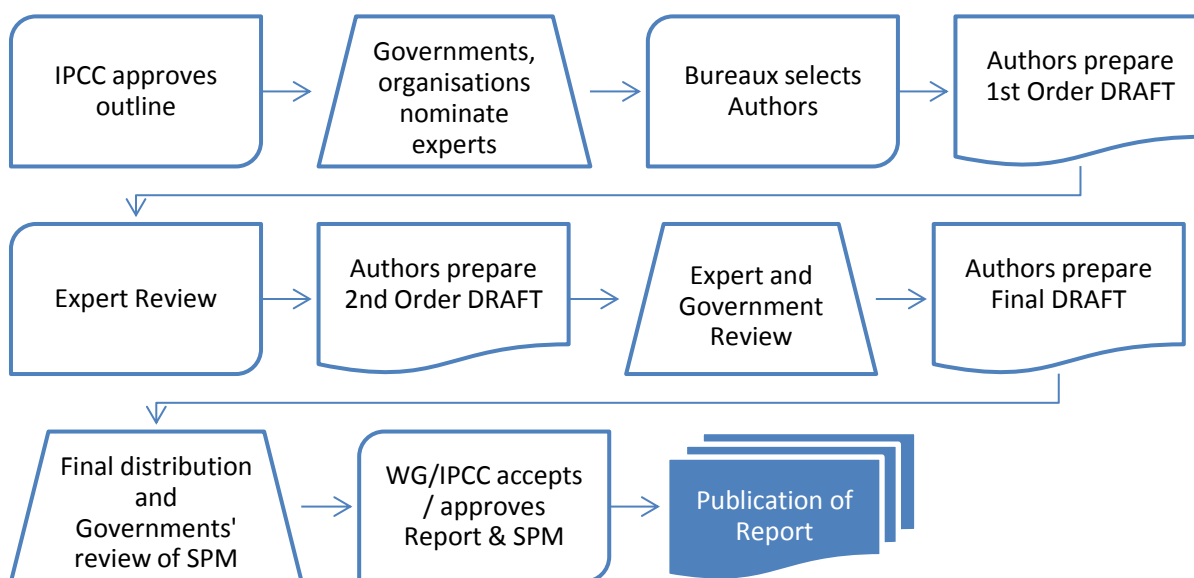 IPCC approves
outline
Governments,
organisations
nominate
experts
Bureaux selects
Authors
Authors prepare
1st Order DRAFT
Expert Review
Authors prepare
2nd Order DRAFT
Expert and
Government
Review
Authors prepare
Final DRAFT
Final distribution
and
Governments'
review of SPM
WG/IPCC accepts
/ approves
Report & SPM
Publication of
Report